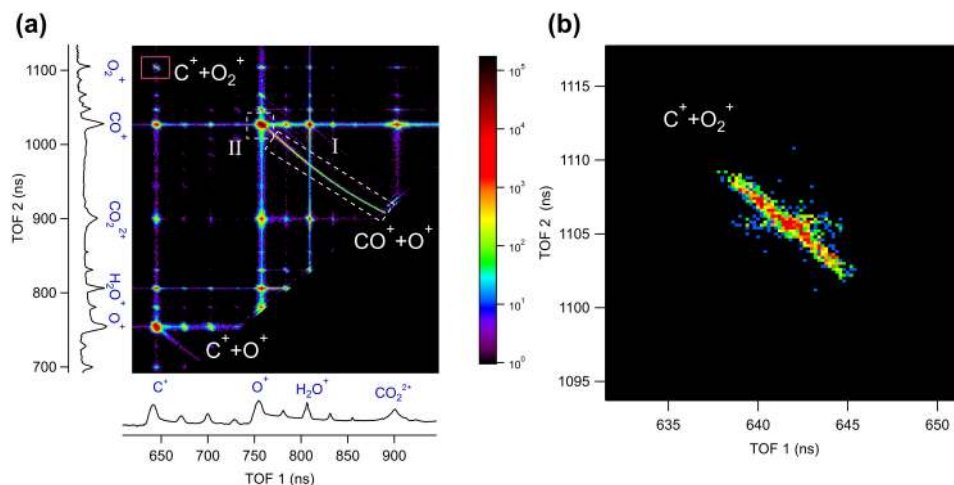 (a)
TOF 2 (ns)
1100
1000
900
800
700
O₂⁺
CO⁺
CO₂²⁺
H₂O⁺
O⁺
C⁺+O₂⁺
II
I
CO⁺+O⁺
C⁺+O⁺
10⁵
10⁴
10³
10²
10¹
10⁰
C⁺
O⁺
H₂O⁺
CO₂²⁺
650 700 750 800 850 900
TOF 1 (ns)
(b)
TOF 2 (ns)
1115
1110
1105
1100
1095
C⁺+O₂⁺
635 640 645 650
TOF 1 (ns)